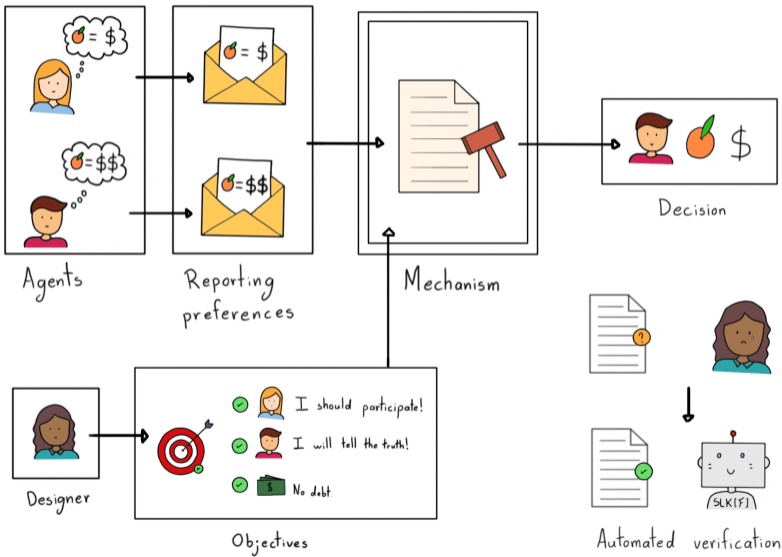 = $
= $
= $$
= $$
Agents
Reporting
preferences
Mechanism
$
Decision
?
I should participate!
I will tell the truth!
$
No debt.
Designer
Objectives
SLK[F]
Automated verification